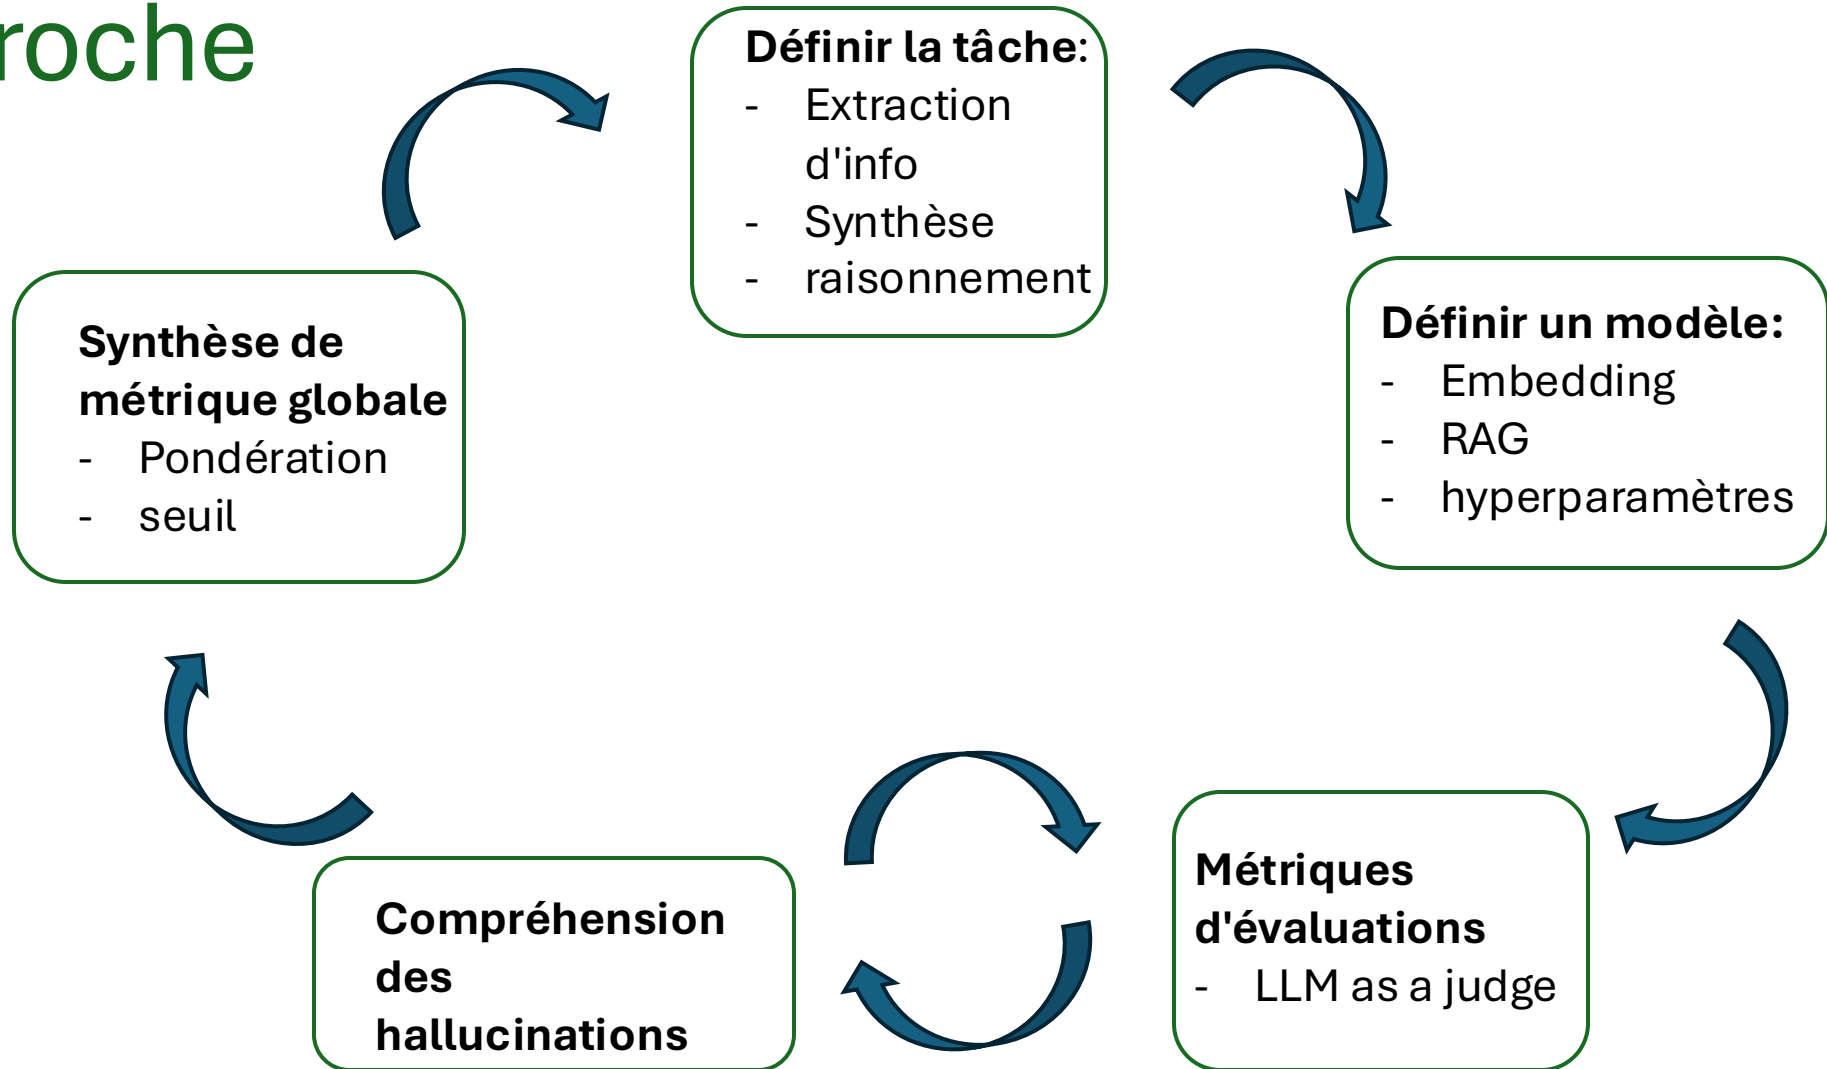 roche
Définir la tâche:
- Extraction
d'info
- Synthèse
- raisonnement
Définir un modèle:
- Embedding
- RAG
- hyperparamètres
Métriques
d'évaluations
- LLM as a judge
Compréhension
des
hallucinations
Synthèse de
métrique globale
- Pondération
- seuil